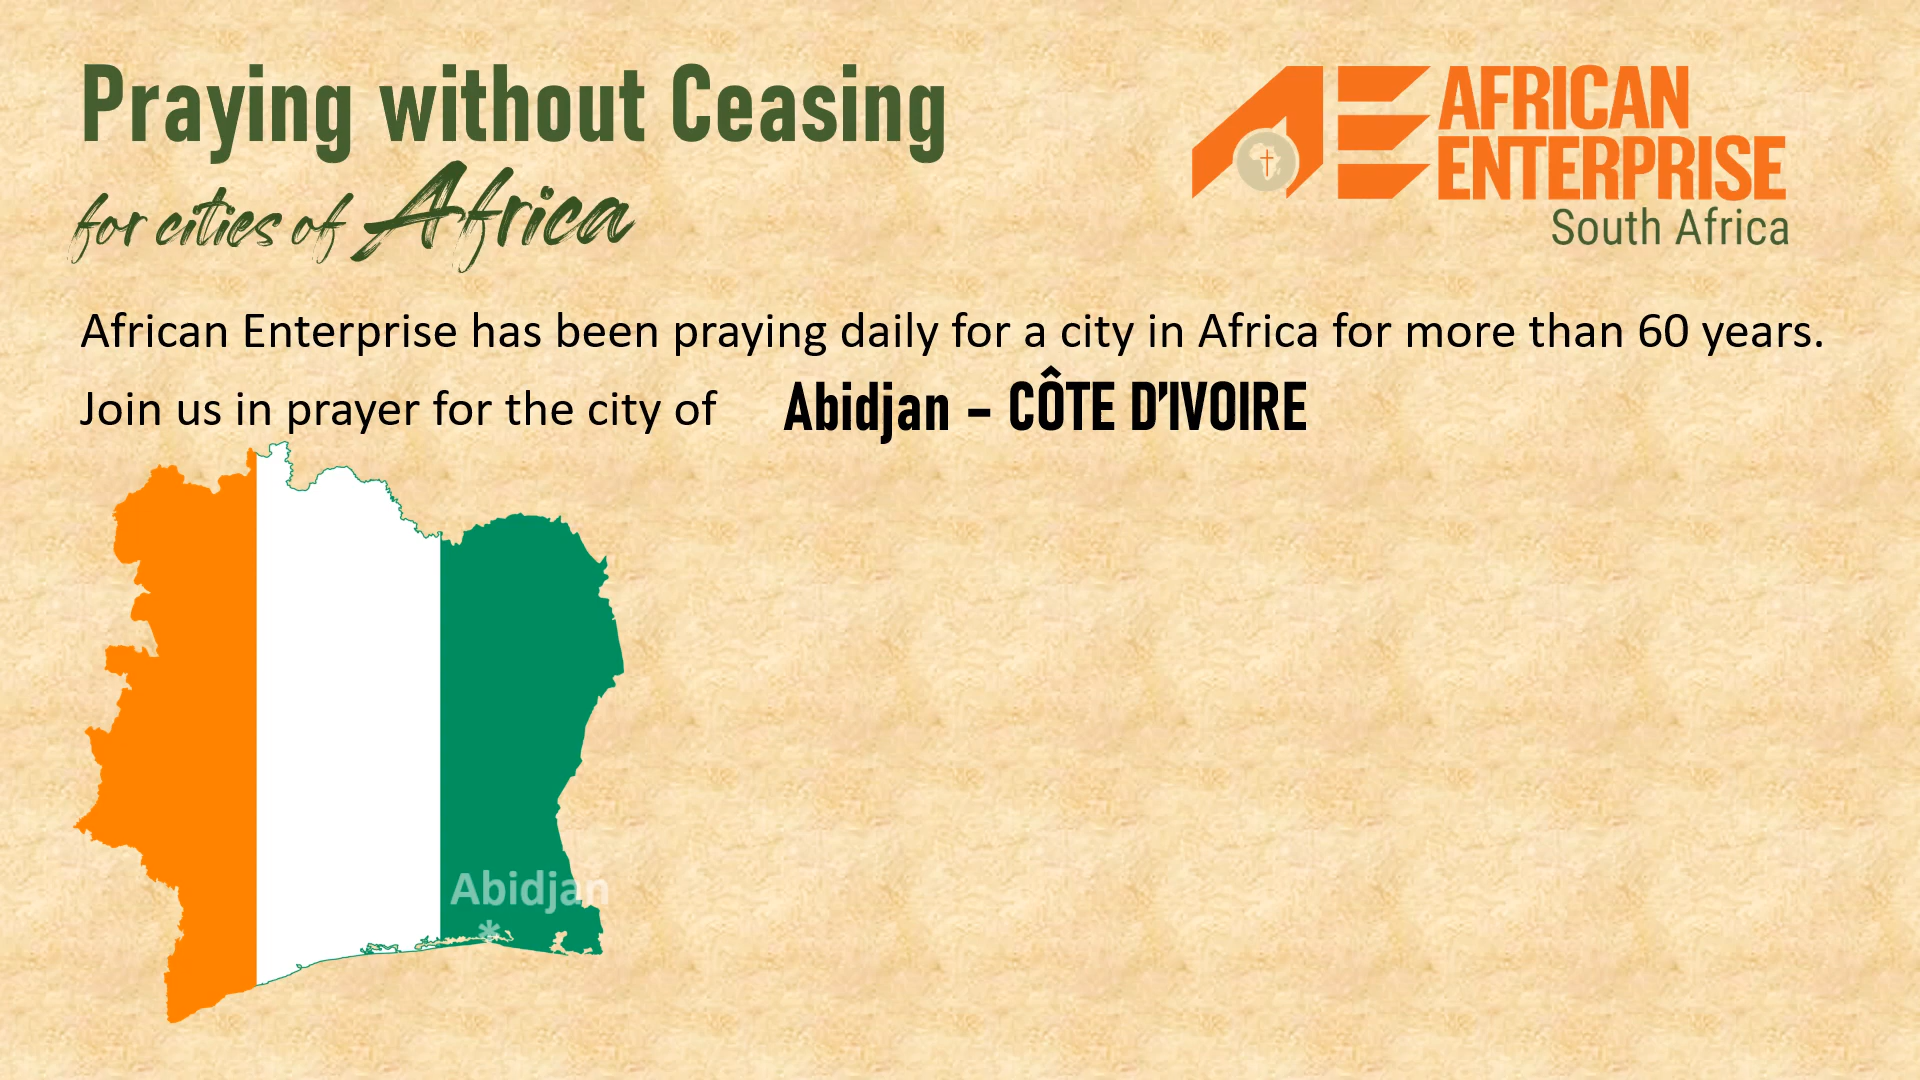 Praying without Ceasing
for cities of Africa
AFRICAN
ENTERPRISE
South Africa
African Enterprise has been praying daily for a city in Africa for more than 60 years.
Join us in prayer for the city of Abidjan – CÔTE D'IVOIRE
Abidjan
*